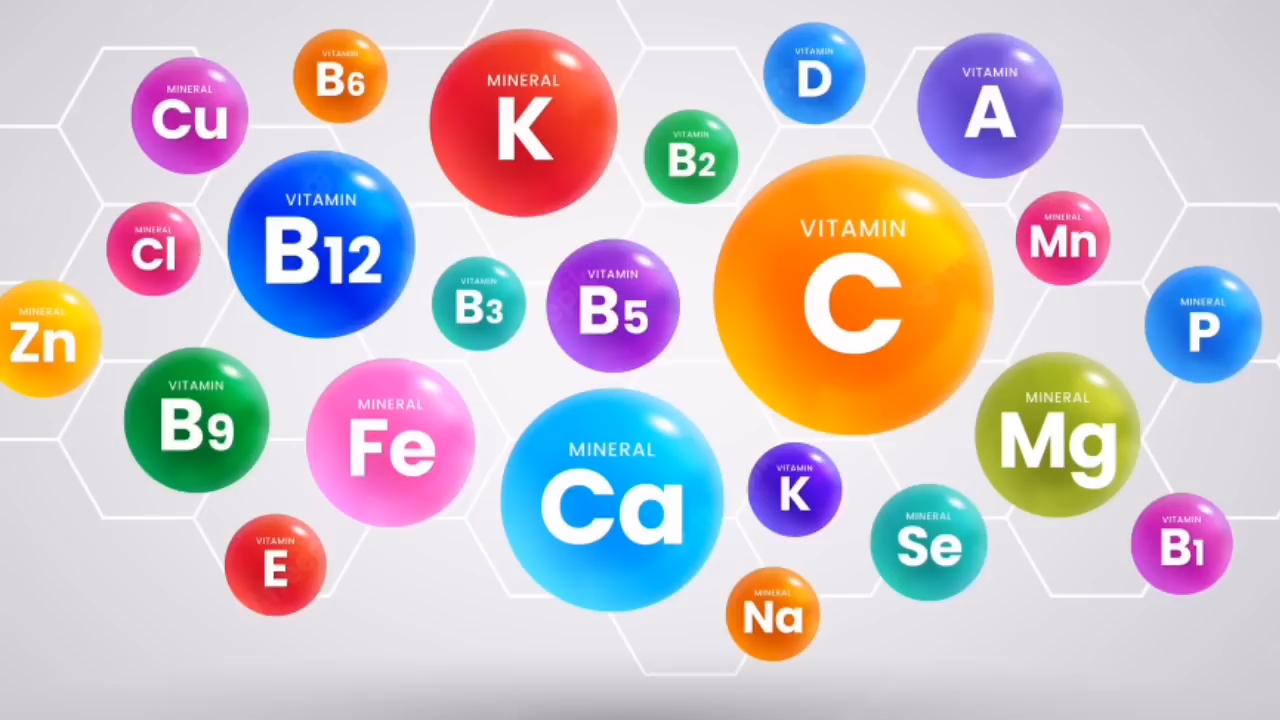 VITAMIN
B6
MINERAL
Cu
MINERAL
K
VITAMIN
D
VITAMIN
A
VITAMIN
B2
VITAMIN
B12
MINERAL
Cl
VITAMIN
C
MINERAL
Mn
MINERAL
Zn
VITAMIN
B3
VITAMIN
B5
MINERAL
P
VITAMIN
B9
MINERAL
Fe
MINERAL
Ca
MINERAL
Mg
VITAMIN
K
VITAMIN
E
MINERAL
Se
VITAMIN
B1
MINERAL
Na